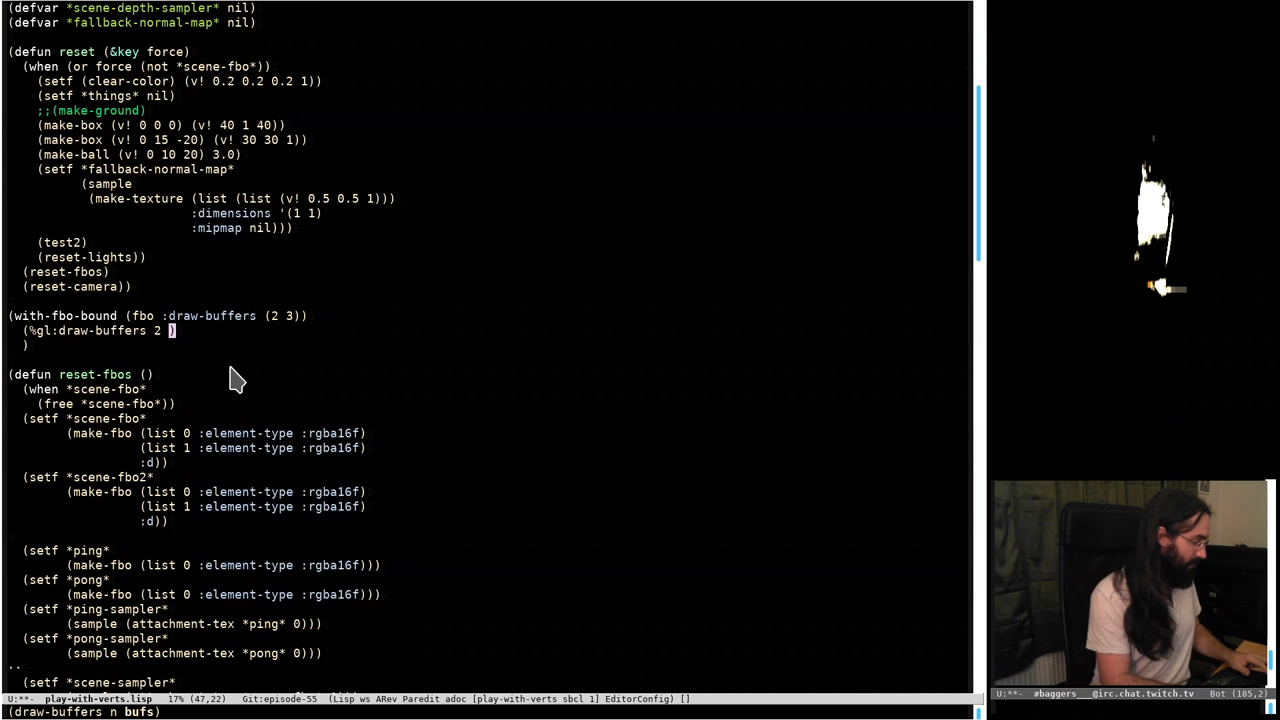 (defvar *scene-depth-sampler* nil)
(defvar *fallback-normal-map* nil)
(defun reset (&key force)
(when (or force (not *scene-fbo*))
(setf (clear-color) (v! 0.2 0.2 0.2 1))
(setf *things* nil)
;;(make-ground)
(make-box (v! 0 0 0) (v! 40 1 40))
(make-box (v! 0 15 -20) (v! 30 30 1))
(make-ball (v! 0 10 20) 3.0)
(setf *fallback-normal-map*
(sample
(make-texture (list (list (v! 0.5 0.5 1)))
:dimensions '(1 1)
:mipmap nil)))
(test2)
(reset-lights))
(reset-fbos)
(reset-camera))
(with-fbo-bound (fbo :draw-buffers (2 3))
(%gl:draw-buffers 2 )
)
(defun reset-fbos ()
(when *scene-fbo*
(free *scene-fbo*))
(setf *scene-fbo*
(make-fbo (list 0 :element-type :rgba16f)
(list 1 :element-type :rgba16f)
:d))
(setf *scene-fbo2*
(make-fbo (list 0 :element-type :rgba16f)
(list 1 :element-type :rgba16f)
:d))
(setf *ping*
(make-fbo (list 0 :element-type :rgba16f)))
(setf *pong*
(make-fbo (list 0 :element-type :rgba16f)))
(setf *ping-sampler*
(sample (attachment-tex *ping* 0)))
(setf *pong-sampler*
(sample (attachment-tex *pong* 0)))
..
(setf *scene-sampler*
U:**- play-with-verts.lisp 17% (47,22) Git:episode-55 (Lisp ws ARev Paredit adoc [play-with-verts sbcl 1] EditorConfig) []
(draw-buffers n bufs)
U:**- #baggers__@irc.chat.twitch.tv Bot (185,2)